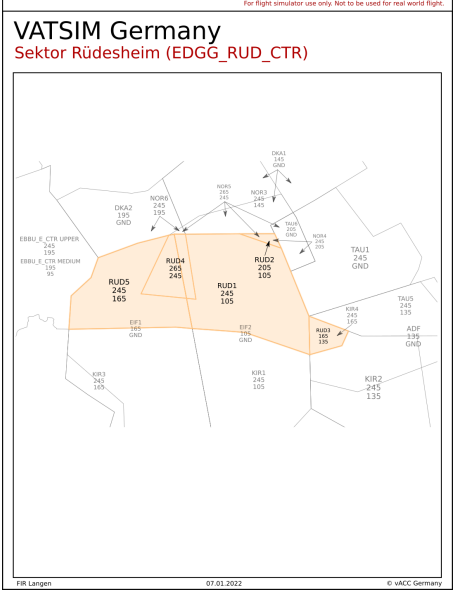 For flight simulator use only. Not to be used for real world flight.
VATSIM Germany
Sektor Rüdesheim (EDGG_RUD_CTR)
DKA1
145
GND
NOR5
265
245
NOR6
245
195
NOR3
245
145
DKA2
195
GND
TAU6
205
GND
NOR4
245
205
EBBU_E_CTR UPPER
245
195
EBBU_E_CTR MEDIUM
195
95
TAU1
245
GND
RUD4
265
245
RUD2
205
105
RUD5
245
165
RUD1
245
105
TAU5
245
135
KIR4
245
165
EIF1
165
GND
EIF2
105
GND
RUD3
165
135
ADF
135
GND
KIR3
245
165
KIR1
245
105
KIR2
245
135
FIR Langen
07.01.2022
© vACC Germany